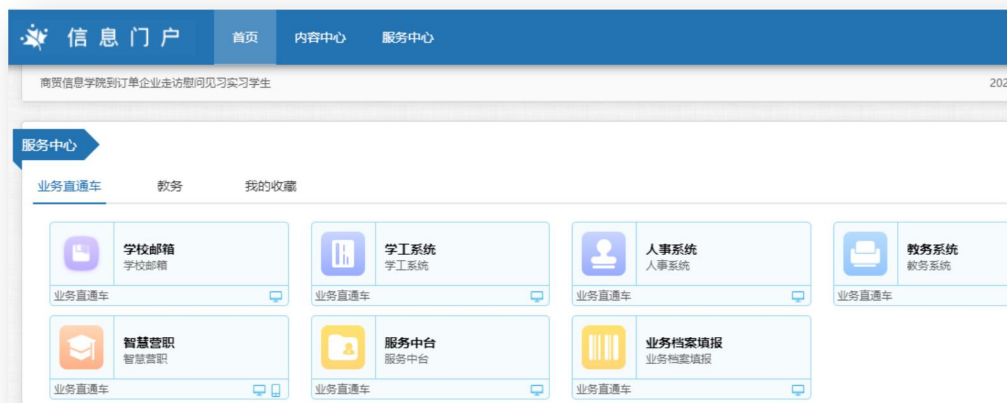 信息门户 首页 内容中心 服务中心
商贸信息学院到订单企业走访慰问见习实习学生 202
服务中心
业务直通车 教务 我的收藏
学校邮箱 学工系统 人事系统 教务系统
学校邮箱 学工系统 人事系统 教务系统
业务直通车 业务直通车 业务直通车 业务直通车
智慧营职 服务中台 业务档案填报
智慧营职 服务中台 业务档案填报
业务直通车 业务直通车 业务直通车